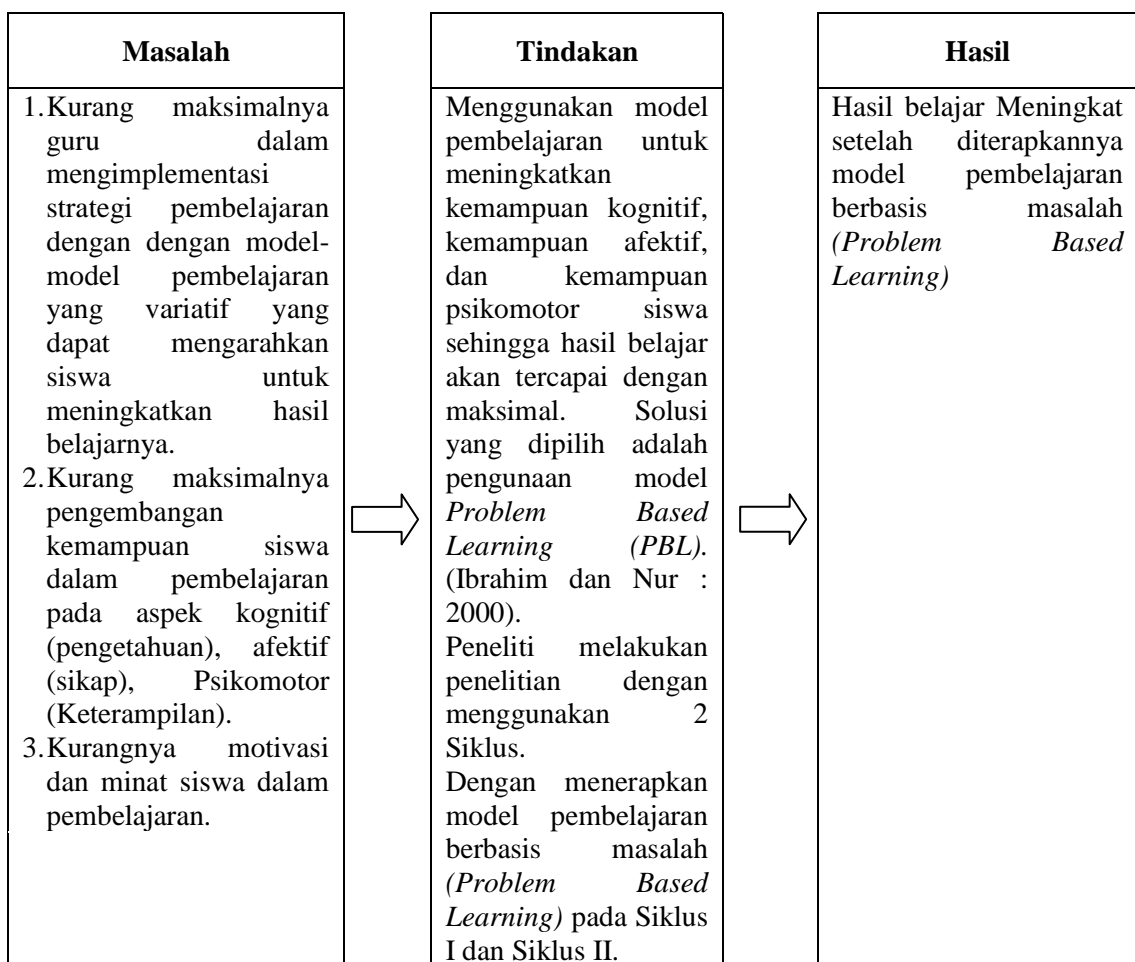 Masalah
1.Kurang maksimalnya
guru dalam
mengimplementasi
strategi pembelajaran
dengan dengan model-
model pembelajaran
yang variatif yang
dapat mengarahkan
siswa untuk
meningkatkan hasil
belajarnya.
2.Kurang maksimalnya
pengembangan
kemampuan siswa
dalam pembelajaran
pada aspek kognitif
(pengetahuan), afektif
(sikap), Psikomotor
(Keterampilan).
3.Kurangnya motivasi
dan minat siswa dalam
pembelajaran.
Tindakan
Menggunakan model
pembelajaran untuk
meningkatkan
kemampuan kognitif,
kemampuan afektif,
dan kemampuan
psikomotor siswa
sehingga hasil belajar
akan tercapai dengan
maksimal. Solusi
yang dipilih adalah
pengunaan model
Problem Based
Learning (PBL).
(Ibrahim dan Nur :
2000).
Peneliti melakukan
penelitian dengan
menggunakan 2
Siklus.
Dengan menerapkan
model pembelajaran
berbasis masalah
(Problem Based
Learning) pada Siklus
I dan Siklus II.
Hasil
Hasil belajar Meningkat
setelah diterapkannya
model pembelajaran
berbasis masalah
(Problem Based
Learning)